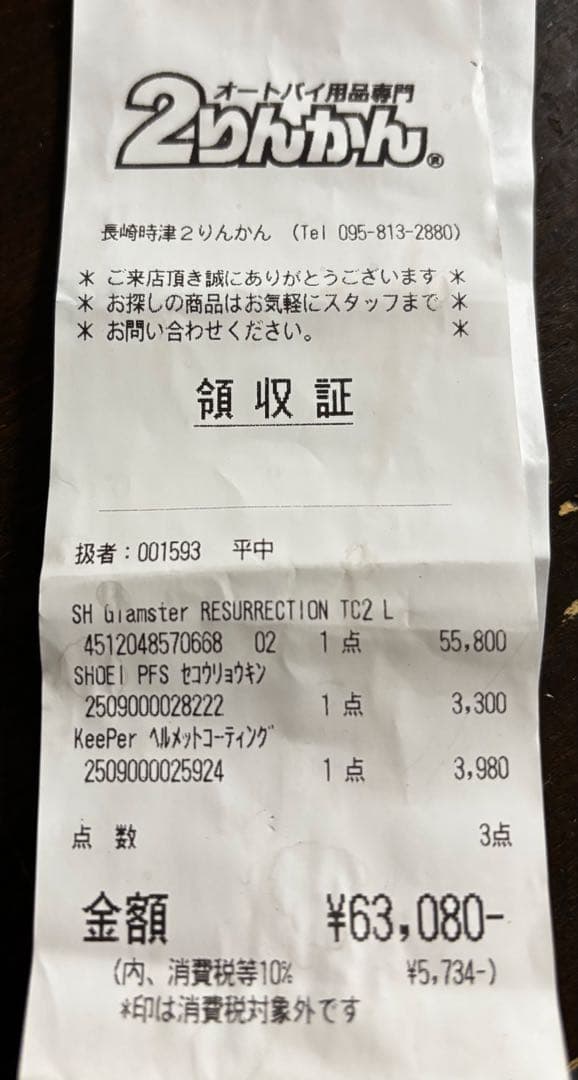 オートバイ用品専門
2りんかん®
長崎時津2りんかん (Tel 095-813-2880)
* ご来店頂き誠にありがとうございます *
* お探しの商品はお気軽にスタッフまで *
* お問い合わせください。 *
領収証
扱者:001593 平中
SH Glamster RESURRECTION TC2 L
4512048570668 02 1点 55,800
SHOEI PFS セコウリョウキン
2509000028222 1点 3,300
KeePer ヘルメットコーティング
2509000025924 1点 3,980
点 数 3点
金額 ¥63,080-
(内、消費税等10% ¥5,734-)
*印は消費税対象外です